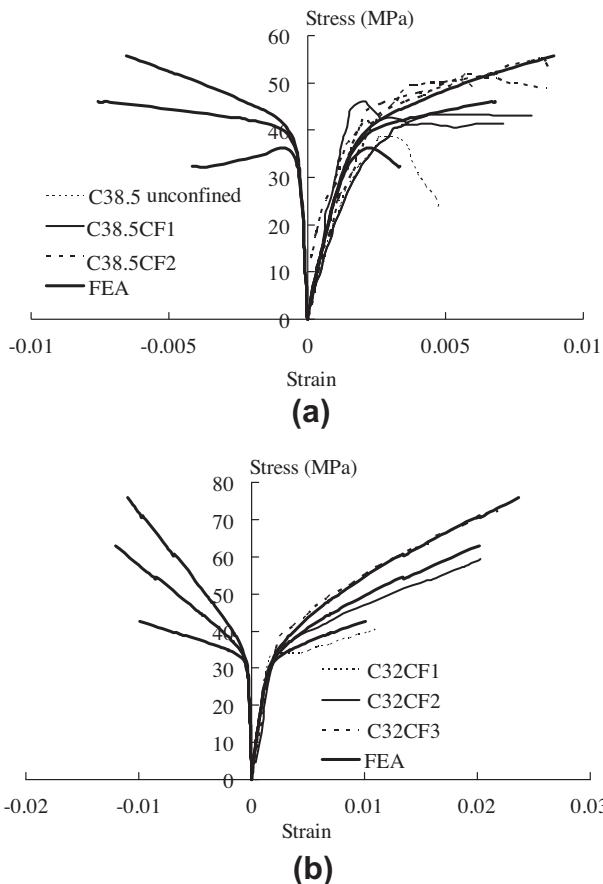 Stress (MPa)
60
50
40
30
20
10
0
C38.5 unconfined
C38.5CF1
C38.5CF2
FEA
-0.01 -0.005 0 0.005 0.01
Strain
(a)
Stress (MPa)
80
70
60
50
40
30
20
10
0
C32CF1
C32CF2
C32CF3
FEA
-0.02 -0.01 0 0.01 0.02 0.03
Strain
(b)